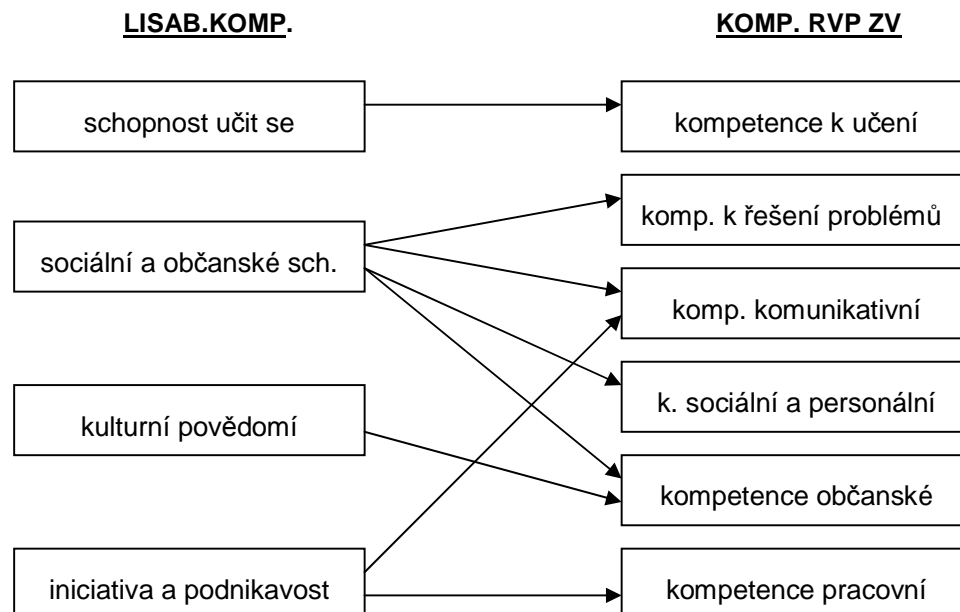 LISAB.KOMP.
KOMP. RVP ZV
schopnost učit se
kompetence k učení
komp. k řešení problémů
sociální a občanské sch.
komp. komunikativní
k. sociální a personální
kulturní povědomí
kompetence občanské
iniciativa a podnikavost
kompetence pracovní